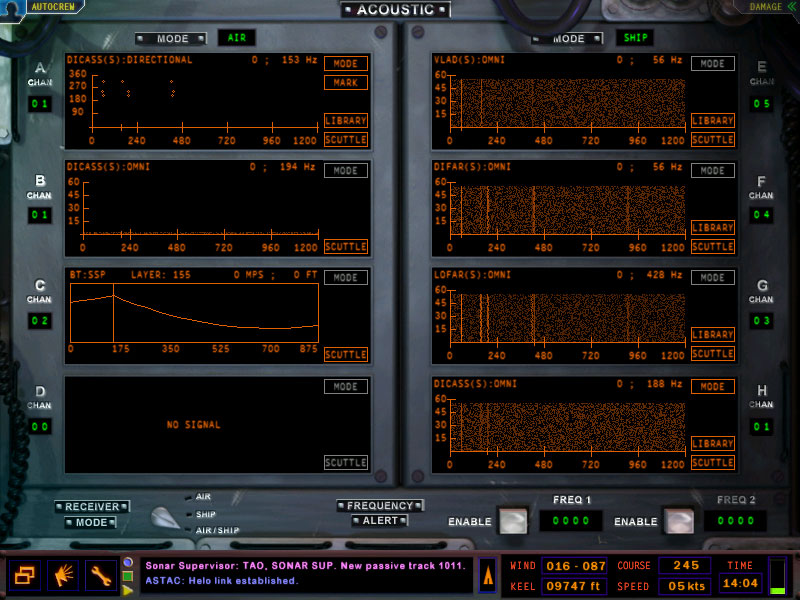 AUTOCREW
ACOUSTIC
DAMAGE
MODE AIR
MODE SHIP
A
CHAN
01
DICASS(S):DIRECTIONAL 0 ; 153 Hz MODE
MARK
LIBRARY
SCUTTLE
360
270
180
90
0 240 480 720 960 1200
B
CHAN
01
DICASS(S):OMNI 0 ; 194 Hz MODE
SCUTTLE
60
45
30
15
0 240 480 720 960 1200
C
CHAN
02
BT:SSP LAYER: 155 0 MPS ; 0 FT MODE
SCUTTLE
0 175 350 525 700 875
D
CHAN
00
MODE
NO SIGNAL
SCUTTLE
E
CHAN
05
VLAD(S):OMNI 0 ; 56 Hz MODE
LIBRARY
SCUTTLE
60
45
30
15
0 240 480 720 960 1200
F
CHAN
04
DIFAR(S):OMNI 0 ; 56 Hz MODE
LIBRARY
SCUTTLE
60
45
30
15
0 240 480 720 960 1200
G
CHAN
03
LOFAR(S):OMNI 0 ; 428 Hz MODE
LIBRARY
SCUTTLE
60
45
30
15
0 240 480 720 960 1200
H
CHAN
01
DICASS(S):OMNI 0 ; 188 Hz MODE
LIBRARY
SCUTTLE
60
45
30
15
0 240 480 720 960 1200
RECEIVER
MODE
AIR
SHIP
AIR/SHIP
FREQUENCY
ALERT
ENABLE
FREQ 1
0000
ENABLE
FREQ 2
0000
Sonar Supervisor: TAO, SONAR SUP. New passive track 1011.
ASTAC: Helo link established.
WIND 016 - 087 COURSE 245 TIME
KEEL 09747 ft SPEED 05 kts 14:04